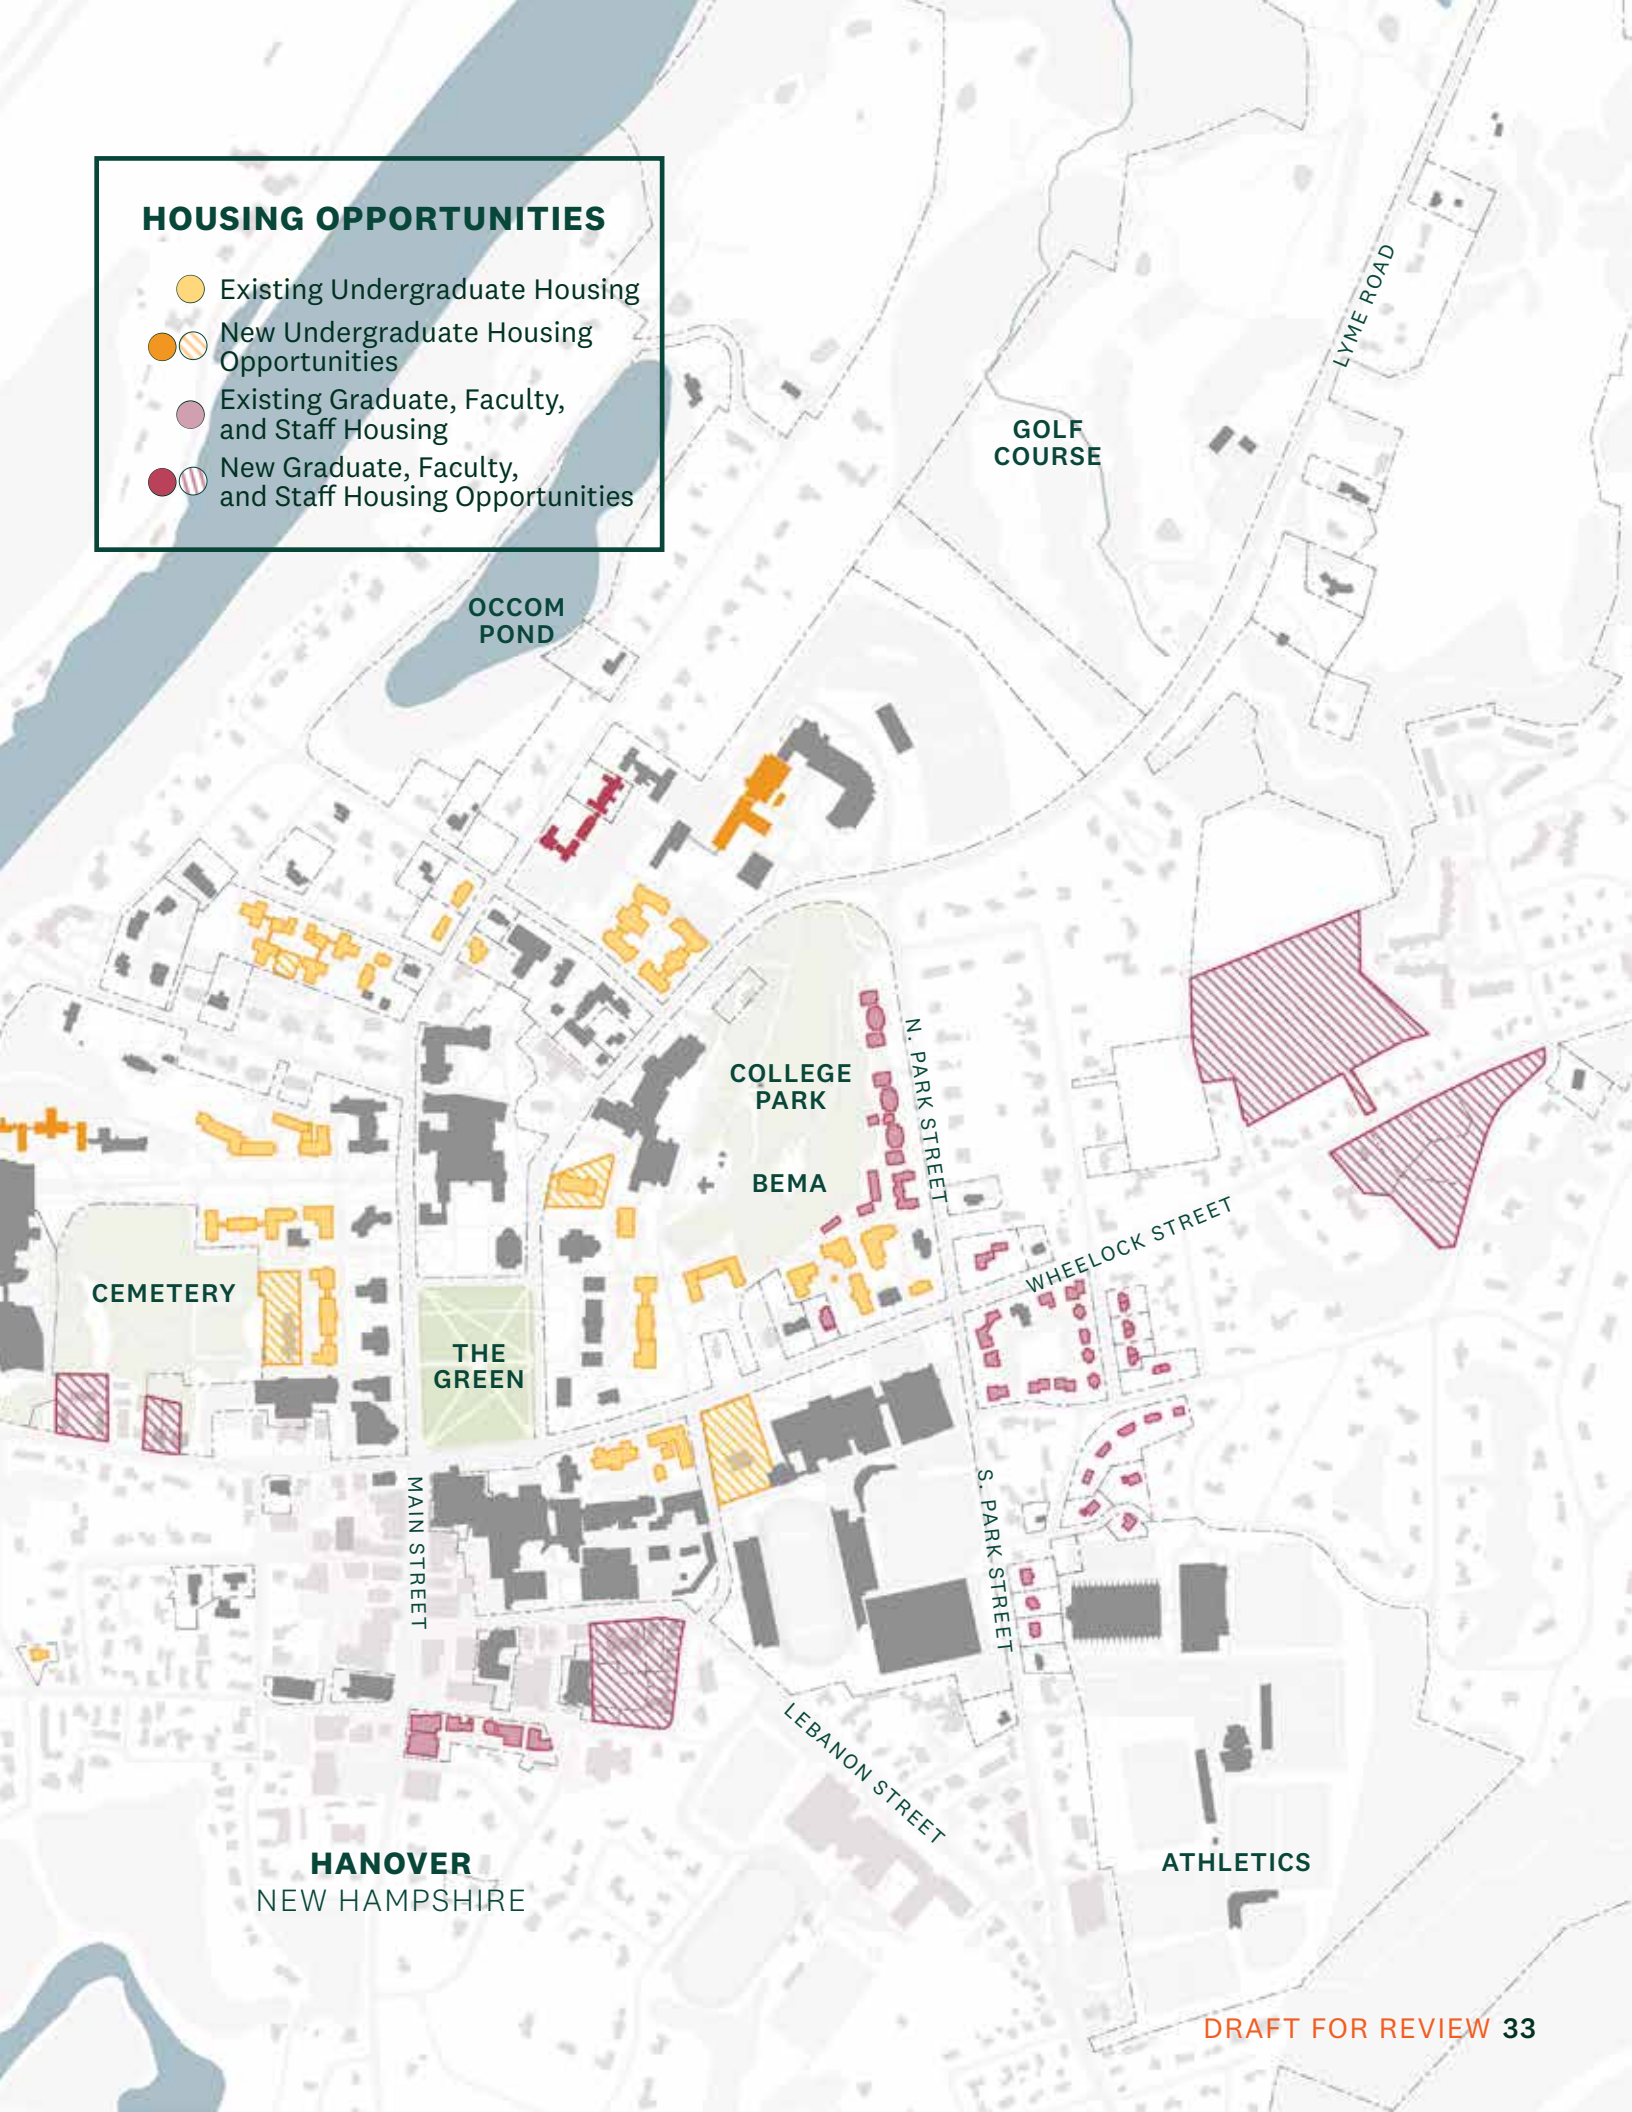 HOUSING OPPORTUNITIES
Existing Undergraduate Housing
New Undergraduate Housing
Opportunities
Existing Graduate, Faculty,
and Staff Housing
New Graduate, Faculty,
and Staff Housing Opportunities
LYME ROAD
GOLF
COURSE
OCCOM
POND
N. PARK STREET
COLLEGE
PARK
BEMA
WHEELOCK STREET
CEMETERY
THE
GREEN
MAIN STREET
S. PARK STREET
LEBANON STREET
HANOVER
NEW HAMPSHIRE
ATHLETICS
DRAFT FOR REVIEW 33